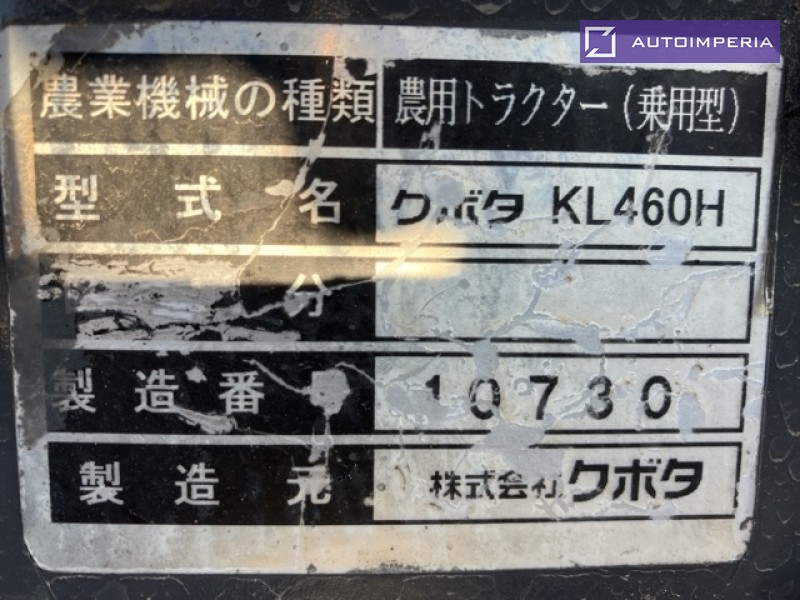 AUTOIMPERIA
農業機械の種類 農用トラクター(乗用型)
型式名 クボタ KL460H
分
製造番 10730
製造元 株式会社クボタ